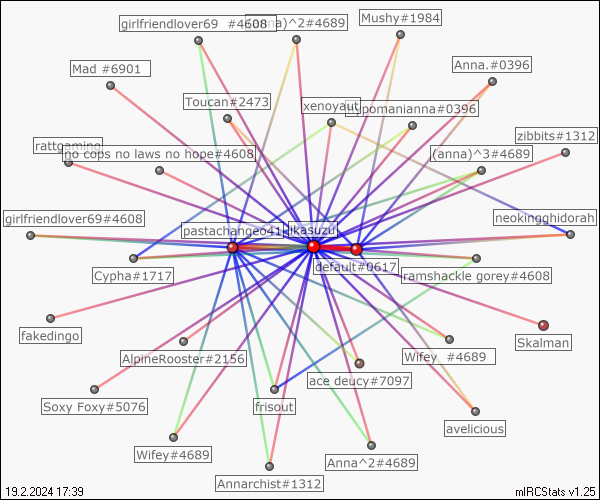 girlfriendlover69 #4608
(anna)^2#4689
Mushy#1984
Mad #6901
Anna.#0396
Toucan#2473
xenoyaut
hypomanianna#0396
zibbits#1312
rattgaming
no cops no laws no hope#4608
(anna)^3#4689
girlfriendlover69#4608
pastachangeo41
ikasuzu
neokingghidorah
Cypha#1717
default#0617
ramshackle gorey#4608
fakedingo
Skalman
AlpineRooster#2156
Wifey #4689
ace deucy#7097
Soxy Foxy#5076
frisout
avelicious
Wifey#4689
Anna^2#4689
Annarchist#1312
19.2.2024 17:39
mIRCStats v1.25